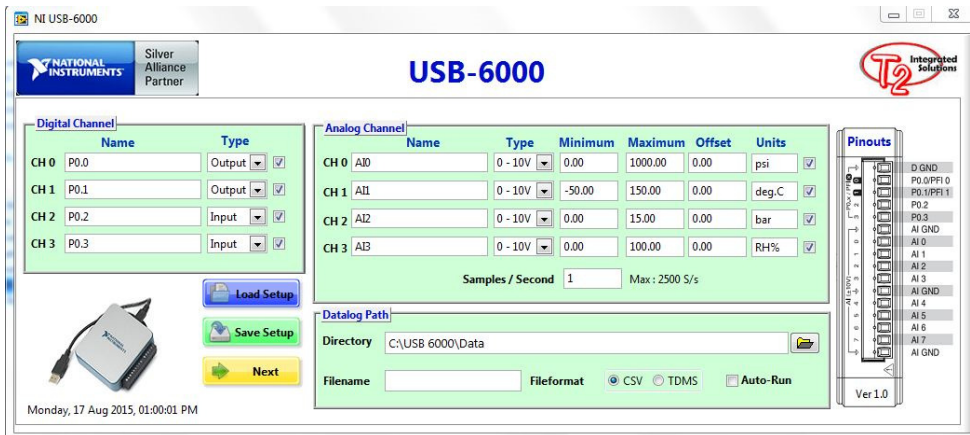 NI USB-6000
NATIONAL INSTRUMENTS
Silver Alliance Partner
USB-6000
T2 Integrated Solutions
Digital Channel
Name Type
CH 0 P0.0 Output
CH 1 P0.1 Output
CH 2 P0.2 Input
CH 3 P0.3 Input
Analog Channel
Name Type Minimum Maximum Offset Units
CH 0 AI0 0 - 10V 0.00 1000.00 0.00 psi
CH 1 AI1 0 - 10V -50.00 150.00 0.00 deg.C
CH 2 AI2 0 - 10V 0.00 15.00 0.00 bar
CH 3 AI3 0 - 10V 0.00 100.00 0.00 RH%
Samples / Second 1 Max : 2500 S/s
Load Setup
Save Setup
Next
Monday, 17 Aug 2015, 01:00:01 PM
Datalog Path
Directory C:\USB 6000\Data
Filename Fileformat CSV TDMS Auto-Run
Pinouts
D GND
P0.0/PFI 0
P0.1/PFI 1
P0.2
P0.3
AI GND
AI 0
AI 1
AI 2
AI 3
AI GND
AI 4
AI 5
AI 6
AI 7
AI GND
Ver 1.0